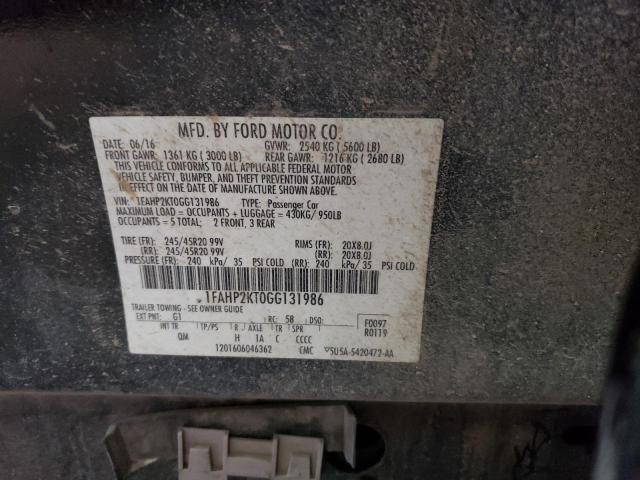 MFD. BY FORD MOTOR CO.
DATE: 06/16 GVWR: 2540 KG ( 5600 LB)
FRONT GAWR: 1361 KG ( 3000 LB) REAR GAWR: 1216 KG ( 2680 LB)
THIS VEHICLE CONFORMS TO ALL APPLICABLE FEDERAL MOTOR
VEHICLE SAFETY, BUMPER, AND THEFT PREVENTION STANDARDS
IN EFFECT ON THE DATE OF MANUFACTURE SHOWN ABOVE.
VIN: 1FAHP2KT0GG131986 TYPE: Passenger Car
MAXIMUM LOAD = OCCUPANTS + LUGGAGE = 430KG/ 950LB
OCCUPANTS = 5 TOTAL: 2 FRONT, 3 REAR
TIRE (FR): 245/45R20 99V RIMS (FR): 20X8.0J
(RR): 245/45R20 99V (RR): 20X8.0J
PRESSURE (FR): 240 kPa/ 35 PSI COLD (RR): 240 kPa/ 35 PSI COLD
1FAHP2KT0GG131986
TRAILER TOWING - SEE OWNER GUIDE
EXT PNT: G1 RC: 58 DSO: F0097
R0119
INT TR TP/PS R AXLE TR SPR
QM H 1A C CCCC
1201606046362 CMC 5U5A-5420472-AA